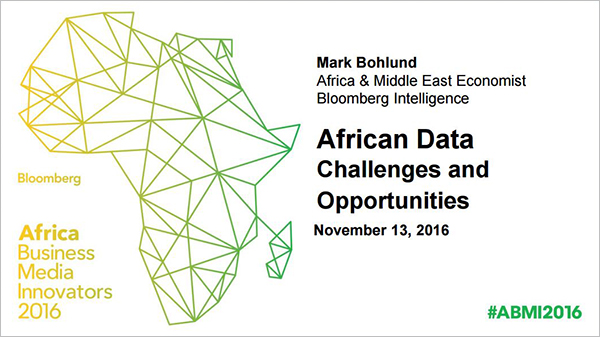 Mark Bohlund
Africa & Middle East Economist
Bloomberg Intelligence
African Data
Challenges and
Opportunities
November 13, 2016
Bloomberg
Africa
Business
Media
Innovators
2016
#ABMI2016